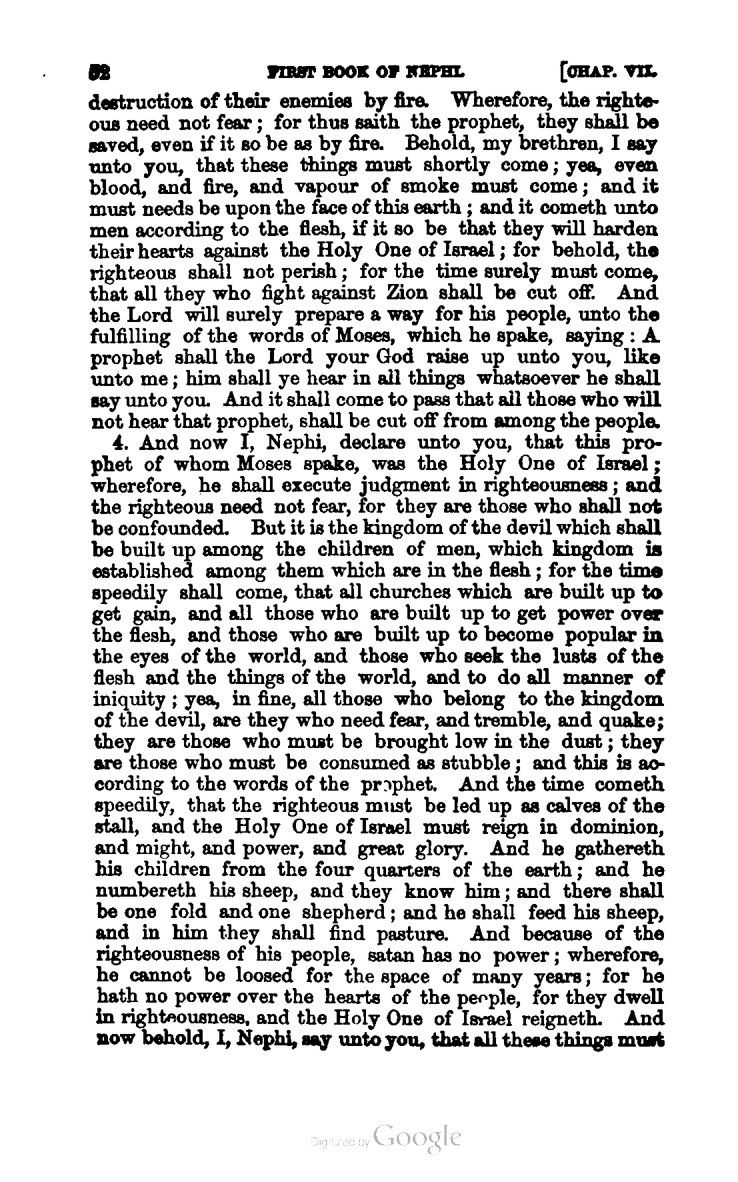 52 FIRST BOOK OF NEPHI. [CHAP. VII.
destruction of their enemies by fire. Wherefore, the righte-
ous need not fear; for thus saith the prophet, they shall be
saved, even if it so be as by fire. Behold, my brethren, I say
unto you, that these things must shortly come; yea, even
blood, and fire, and vapour of smoke must come; and it
must needs be upon the face of this earth; and it cometh unto
men according to the flesh, if it so be that they will harden
their hearts against the Holy One of Israel; for behold, the
righteous shall not perish; for the time surely must come,
that all they who fight against Zion shall be cut off. And
the Lord will surely prepare a way for his people, unto the
fulfilling of the words of Moses, which he spake, saying: A
prophet shall the Lord your God raise up unto you, like
unto me; him shall ye hear in all things whatsoever he shall
say unto you. And it shall come to pass that all those who will
not hear that prophet, shall be cut off from among the people.
4. And now I, Nephi, declare unto you, that this pro-
phet of whom Moses spake, was the Holy One of Israel;
wherefore, he shall execute judgment in righteousness; and
the righteous need not fear, for they are those who shall not
be confounded. But it is the kingdom of the devil which shall
be built up among the children of men, which kingdom is
established among them which are in the flesh; for the time
speedily shall come, that all churches which are built up to
get gain, and all those who are built up to get power over
the flesh, and those who are built up to become popular in
the eyes of the world, and those who seek the lusts of the
flesh and the things of the world, and to do all manner of
iniquity; yea, in fine, all those who belong to the kingdom
of the devil, are they who need fear, and tremble, and quake;
they are those who must be brought low in the dust; they
are those who must be consumed as stubble; and this is ac-
cording to the words of the prophet. And the time cometh
speedily, that the righteous must be led up as calves of the
stall, and the Holy One of Israel must reign in dominion,
and might, and power, and great glory. And he gathereth
his children from the four quarters of the earth; and he
numbereth his sheep, and they know him; and there shall
be one fold and one shepherd; and he shall feed his sheep,
and in him they shall find pasture. And because of the
righteousness of his people, satan has no power; wherefore,
he cannot be loosed for the space of many years; for he
hath no power over the hearts of the people, for they dwell
in righteousness, and the Holy One of Israel reigneth. And
now behold, I, Nephi, say unto you, that all these things must
Digitized by Google